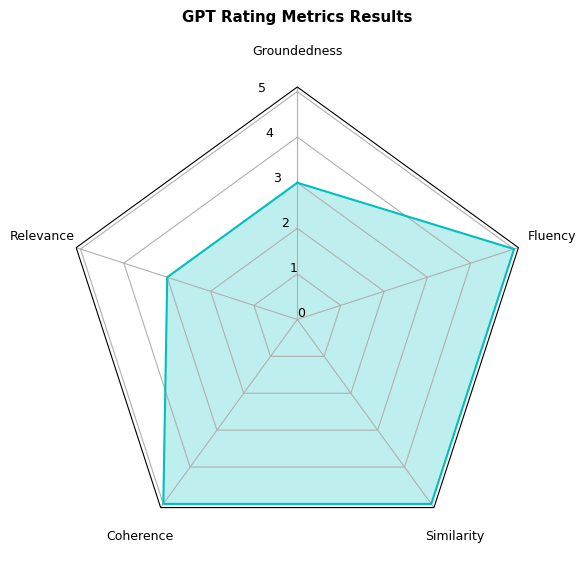 GPT Rating Metrics Results
Groundedness
5
4
3
2
1
0
Relevance
Fluency
Coherence
Similarity